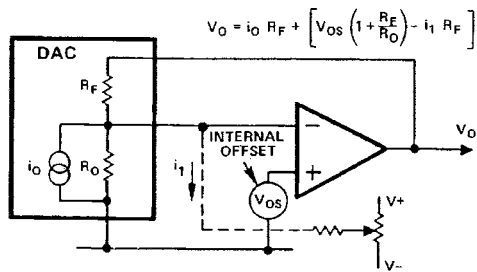 V_O = i_O R_F + [V_OS (1 + R_F/R_O) - i_1 R_F]
DAC
R_F
INTERNAL
OFFSET
i_O
R_O
i_1
V_OS
−
+
V_O
V+
V−